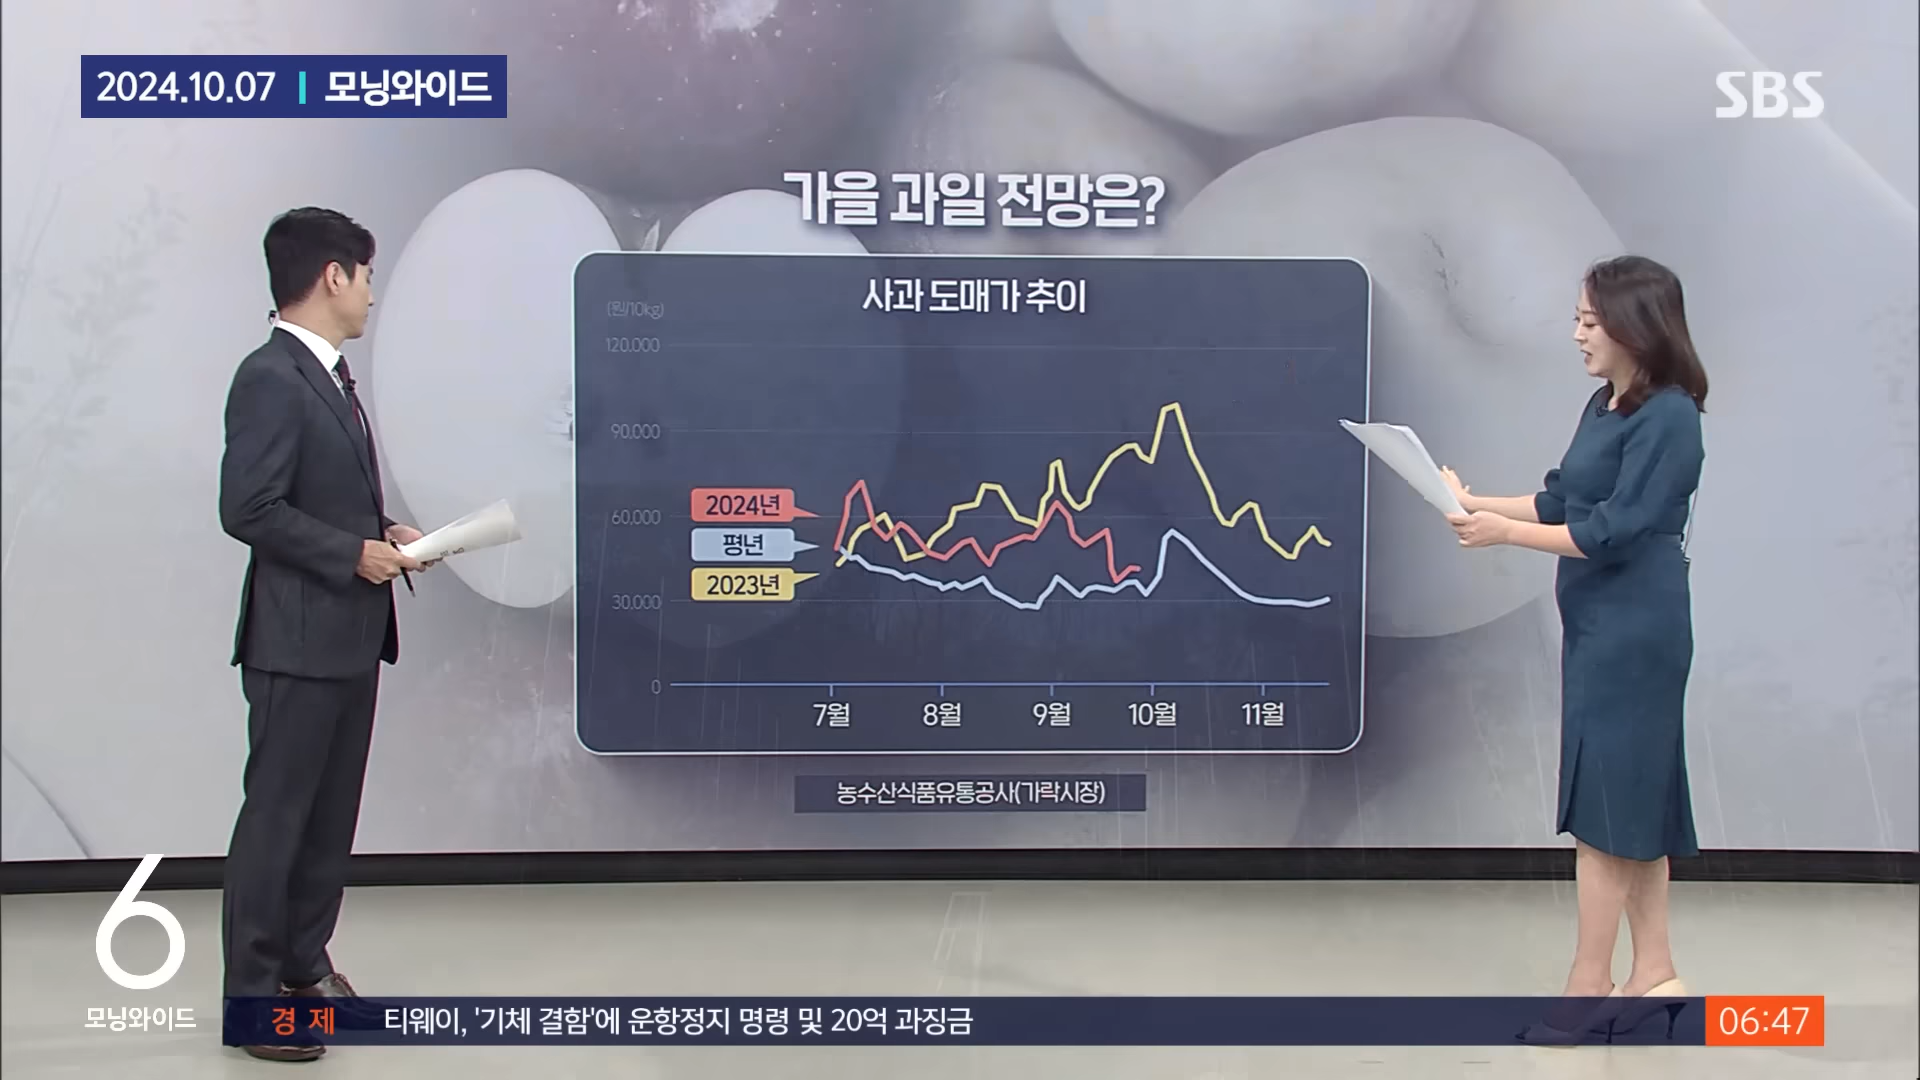 2024.10.07 | 모닝와이드
SBS
가을 과일 전망은?
사과 도매가 추이
(원/10kg)
120,000
90,000
60,000
30,000
0
2024년
평년
2023년
7월 8월 9월 10월 11월
농수산식품유통공사(가락시장)
6
모닝와이드
경제 티웨이, '기체 결함'에 운항정지 명령 및 20억 과징금
06:47